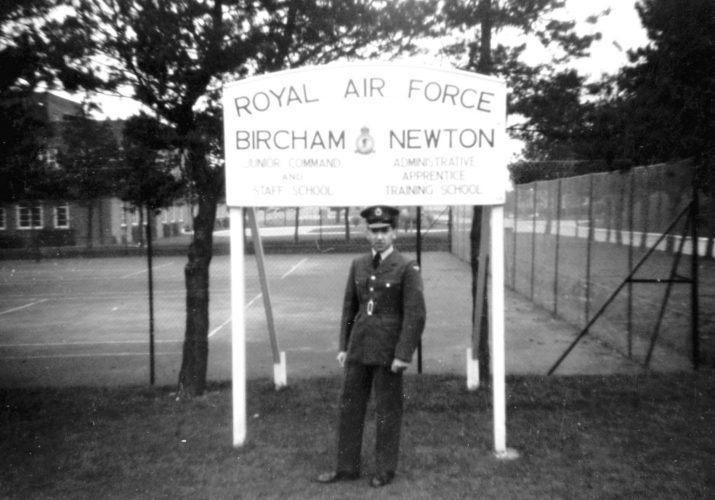 ROYAL AIR FORCE
BIRCHAM NEWTON
JUNIOR COMMAND ADMINISTRATIVE
AND APPRENTICE
STAFF SCHOOL TRAINING SCHOOL